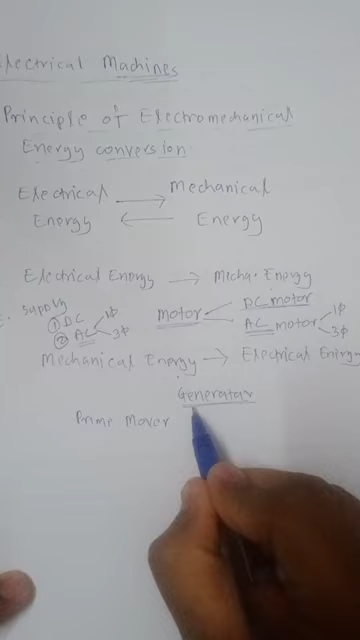 Electrical Machines
Principle of Electromechanical
Energy conversion
Electrical → Mechanical
Energy ← Energy
Electrical Energy → Mecha. Energy
Supply
① DC
② AC 1Φ
3Φ
motor DC motor
AC motor 1Φ
3Φ
Mechanical Energy → Electrical Energy
Generatar
Prime Mover